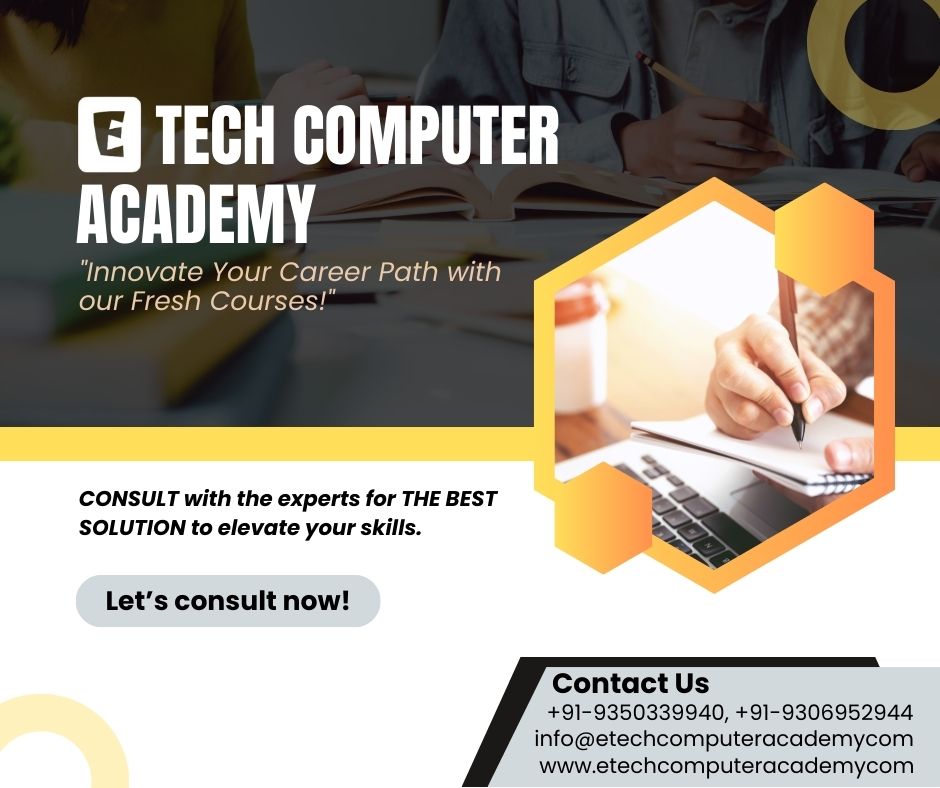 E TECH COMPUTER
ACADEMY
"Innovate Your Career Path with
our Fresh Courses!"
CONSULT with the experts for THE BEST
SOLUTION to elevate your skills.
Let’s consult now!
Contact Us
+91-9350339940, +91-9306952944
info@etechcomputeracademycom
www.etechcomputeracademycom